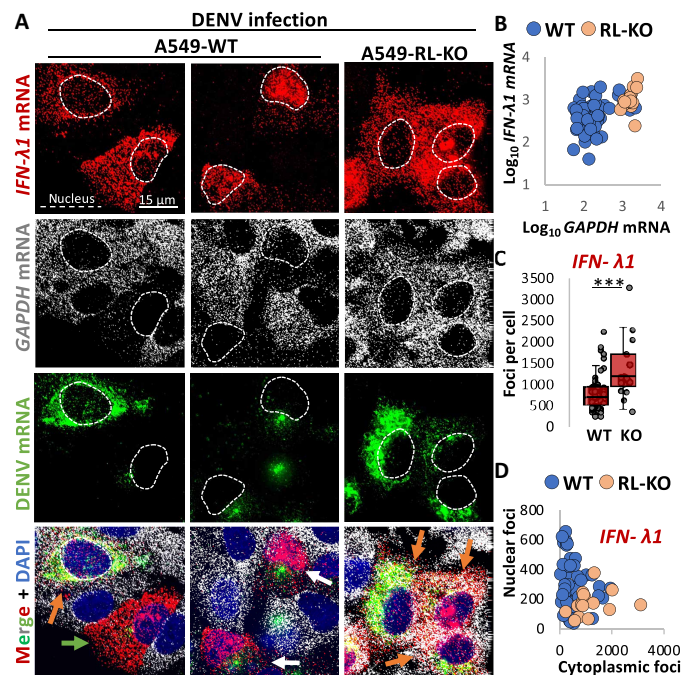 A
DENV infection
A549-WT
A549-RL-KO
IFN-λ1 mRNA
Nucleus
15 μm
GAPDH mRNA
DENV mRNA
Merge + DAPI
B
WT RL-KO
Log10 IFN-λ1 mRNA
4
3
2
1
0
1 2 3 4
Log10 GAPDH mRNA
C
IFN- λ1
***
Foci per cell
3500
3000
2500
2000
1500
1000
500
0
WT KO
D
WT RL-KO
IFN- λ1
Nuclear foci
800
600
400
200
0
0 1000 2000 3000 4000
Cytoplasmic foci